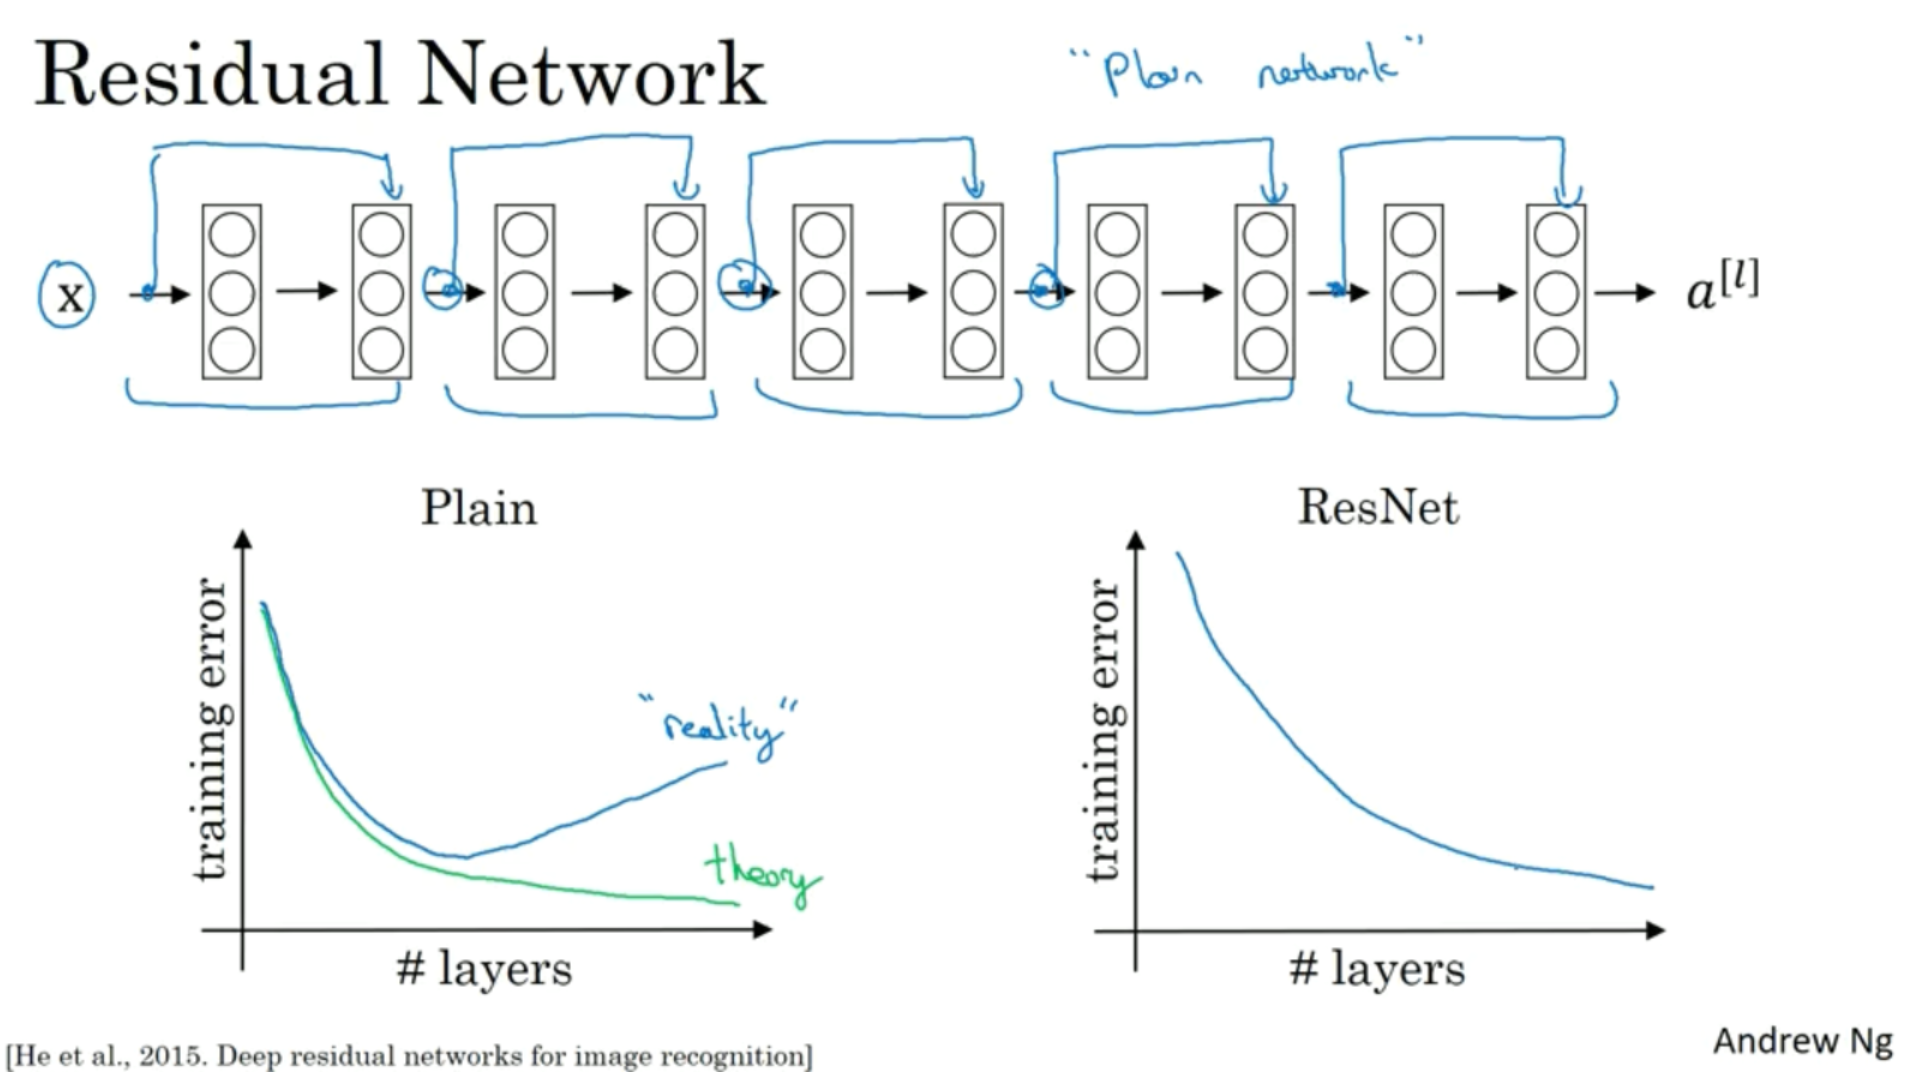 Residual Network
"Plain network"
x
a[l]
Plain
ResNet
training error
"reality"
theory
# layers
training error
# layers
[He et al., 2015. Deep residual networks for image recognition]
Andrew Ng